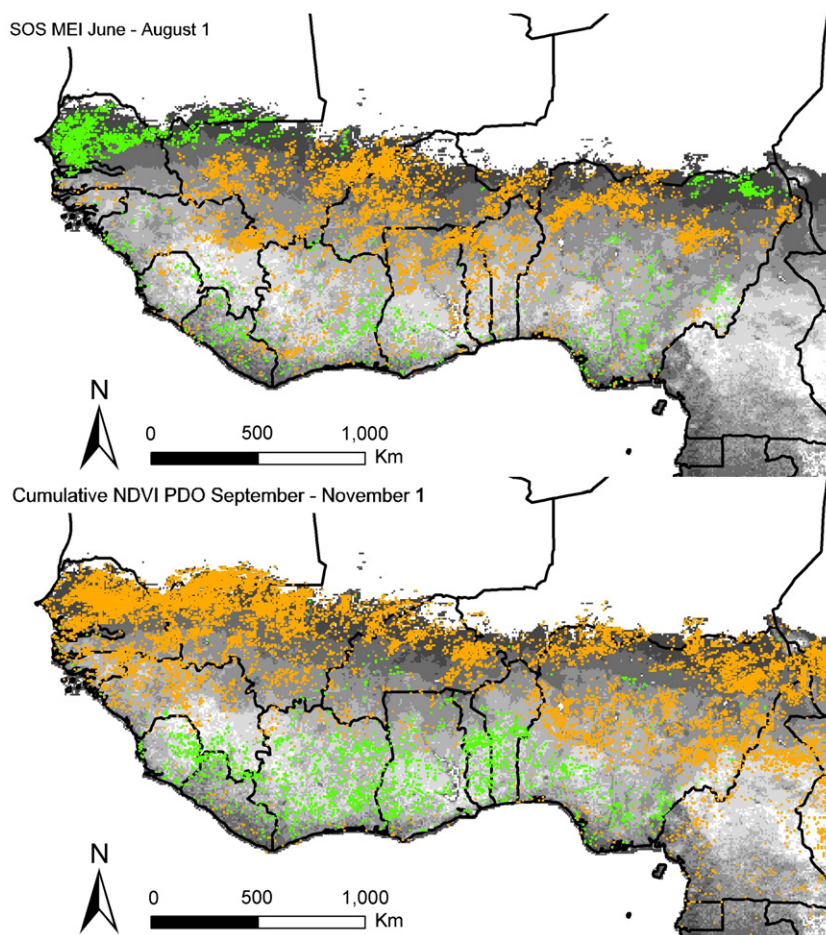 SOS MEI June - August 1
N
0 500 1,000
Km
Cumulative NDVI PDO September - November 1
N
0 500 1,000
Km